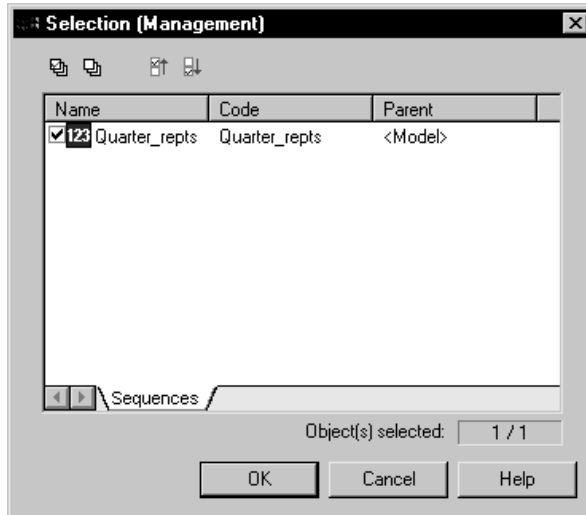 Selection (Management)
Name Code Parent
123 Quarter_repts Quarter_repts <Model>
Sequences
Object(s) selected: 1 / 1
OK Cancel Help